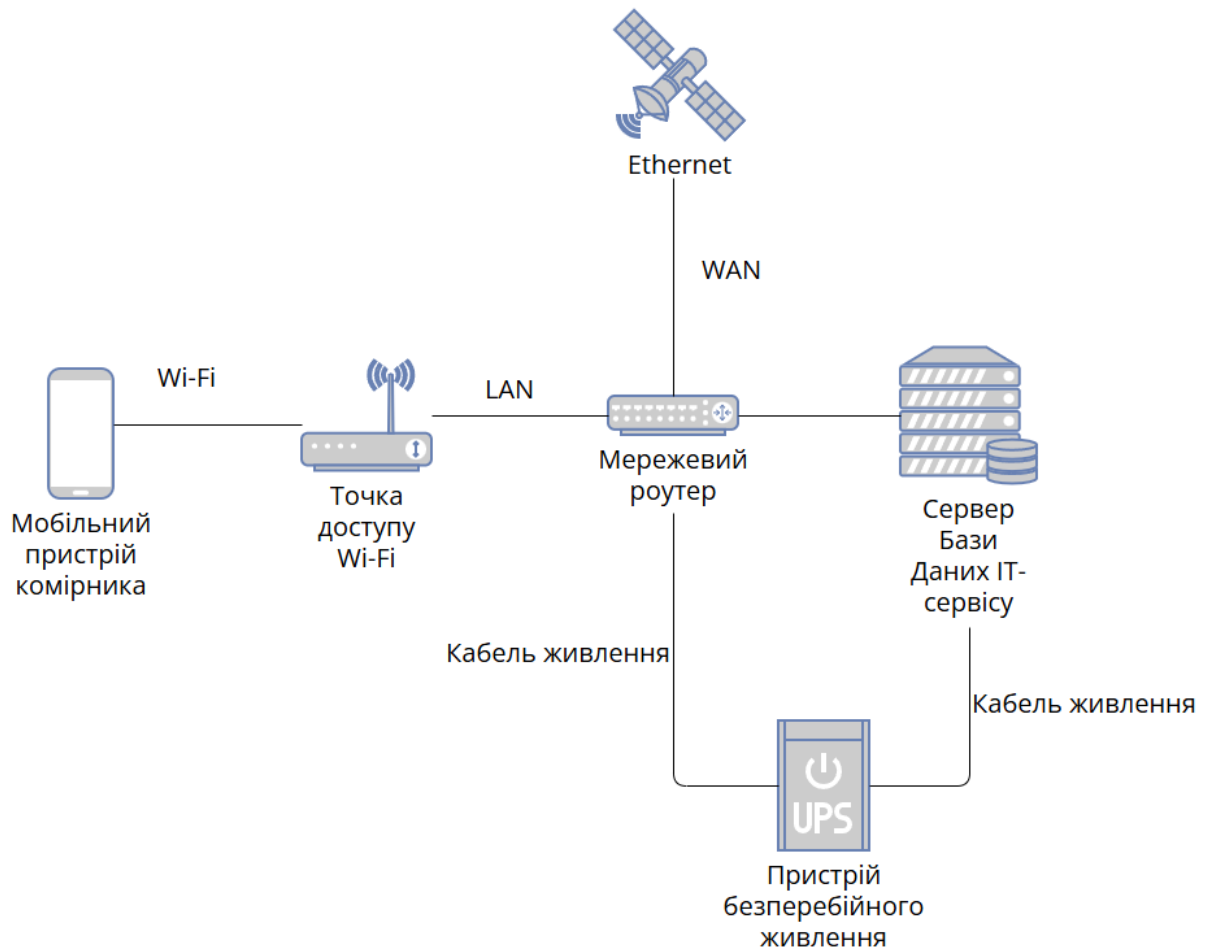 Ethernet
WAN
Wi-Fi
LAN
Мобільний
пристрій
комірника
Точка
доступу
Wi-Fi
Мережевий
роутер
Сервер
Бази
Даних ІТ-
сервісу
Кабель живлення
Кабель живлення
UPS
Пристрій
безперебійного
живлення